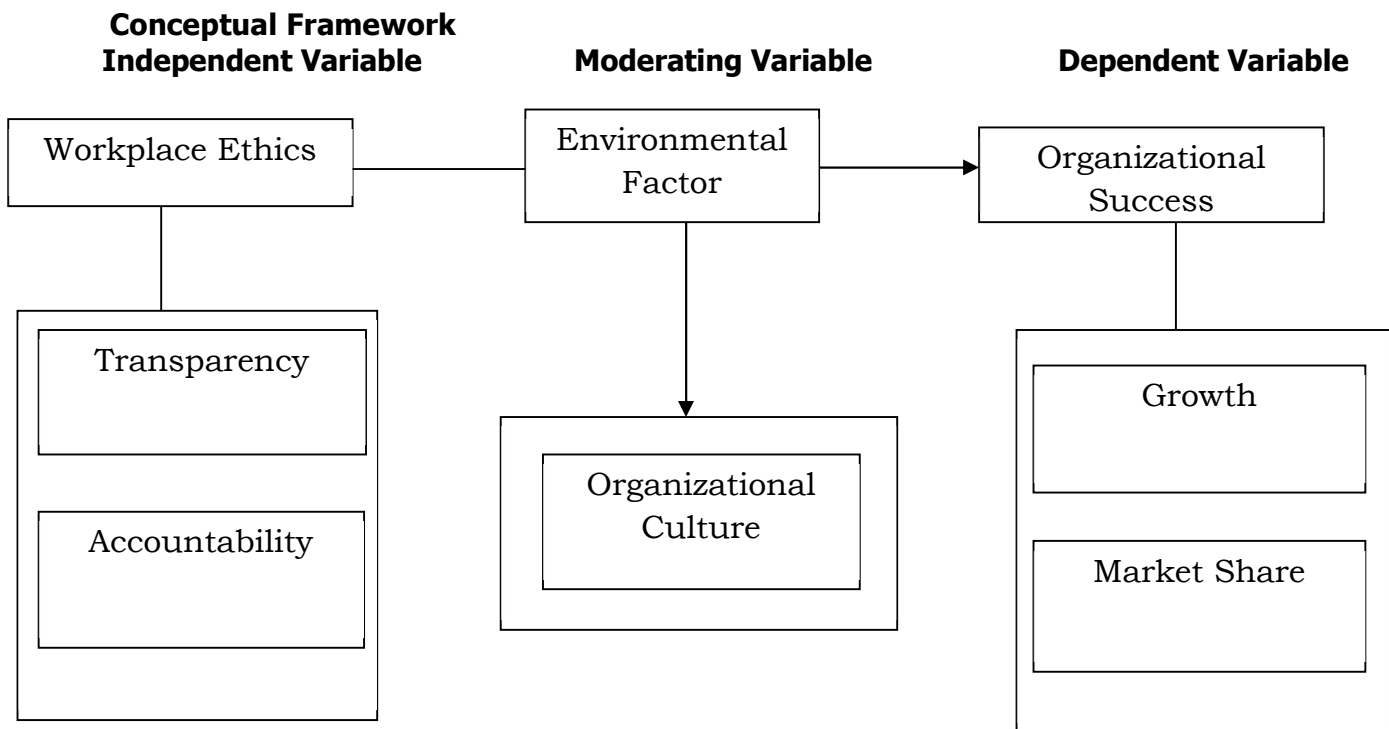 Conceptual Framework
Independent Variable
Moderating Variable
Dependent Variable
Workplace Ethics
Environmental
Factor
Organizational
Success
Transparency
Accountability
Organizational
Culture
Growth
Market Share